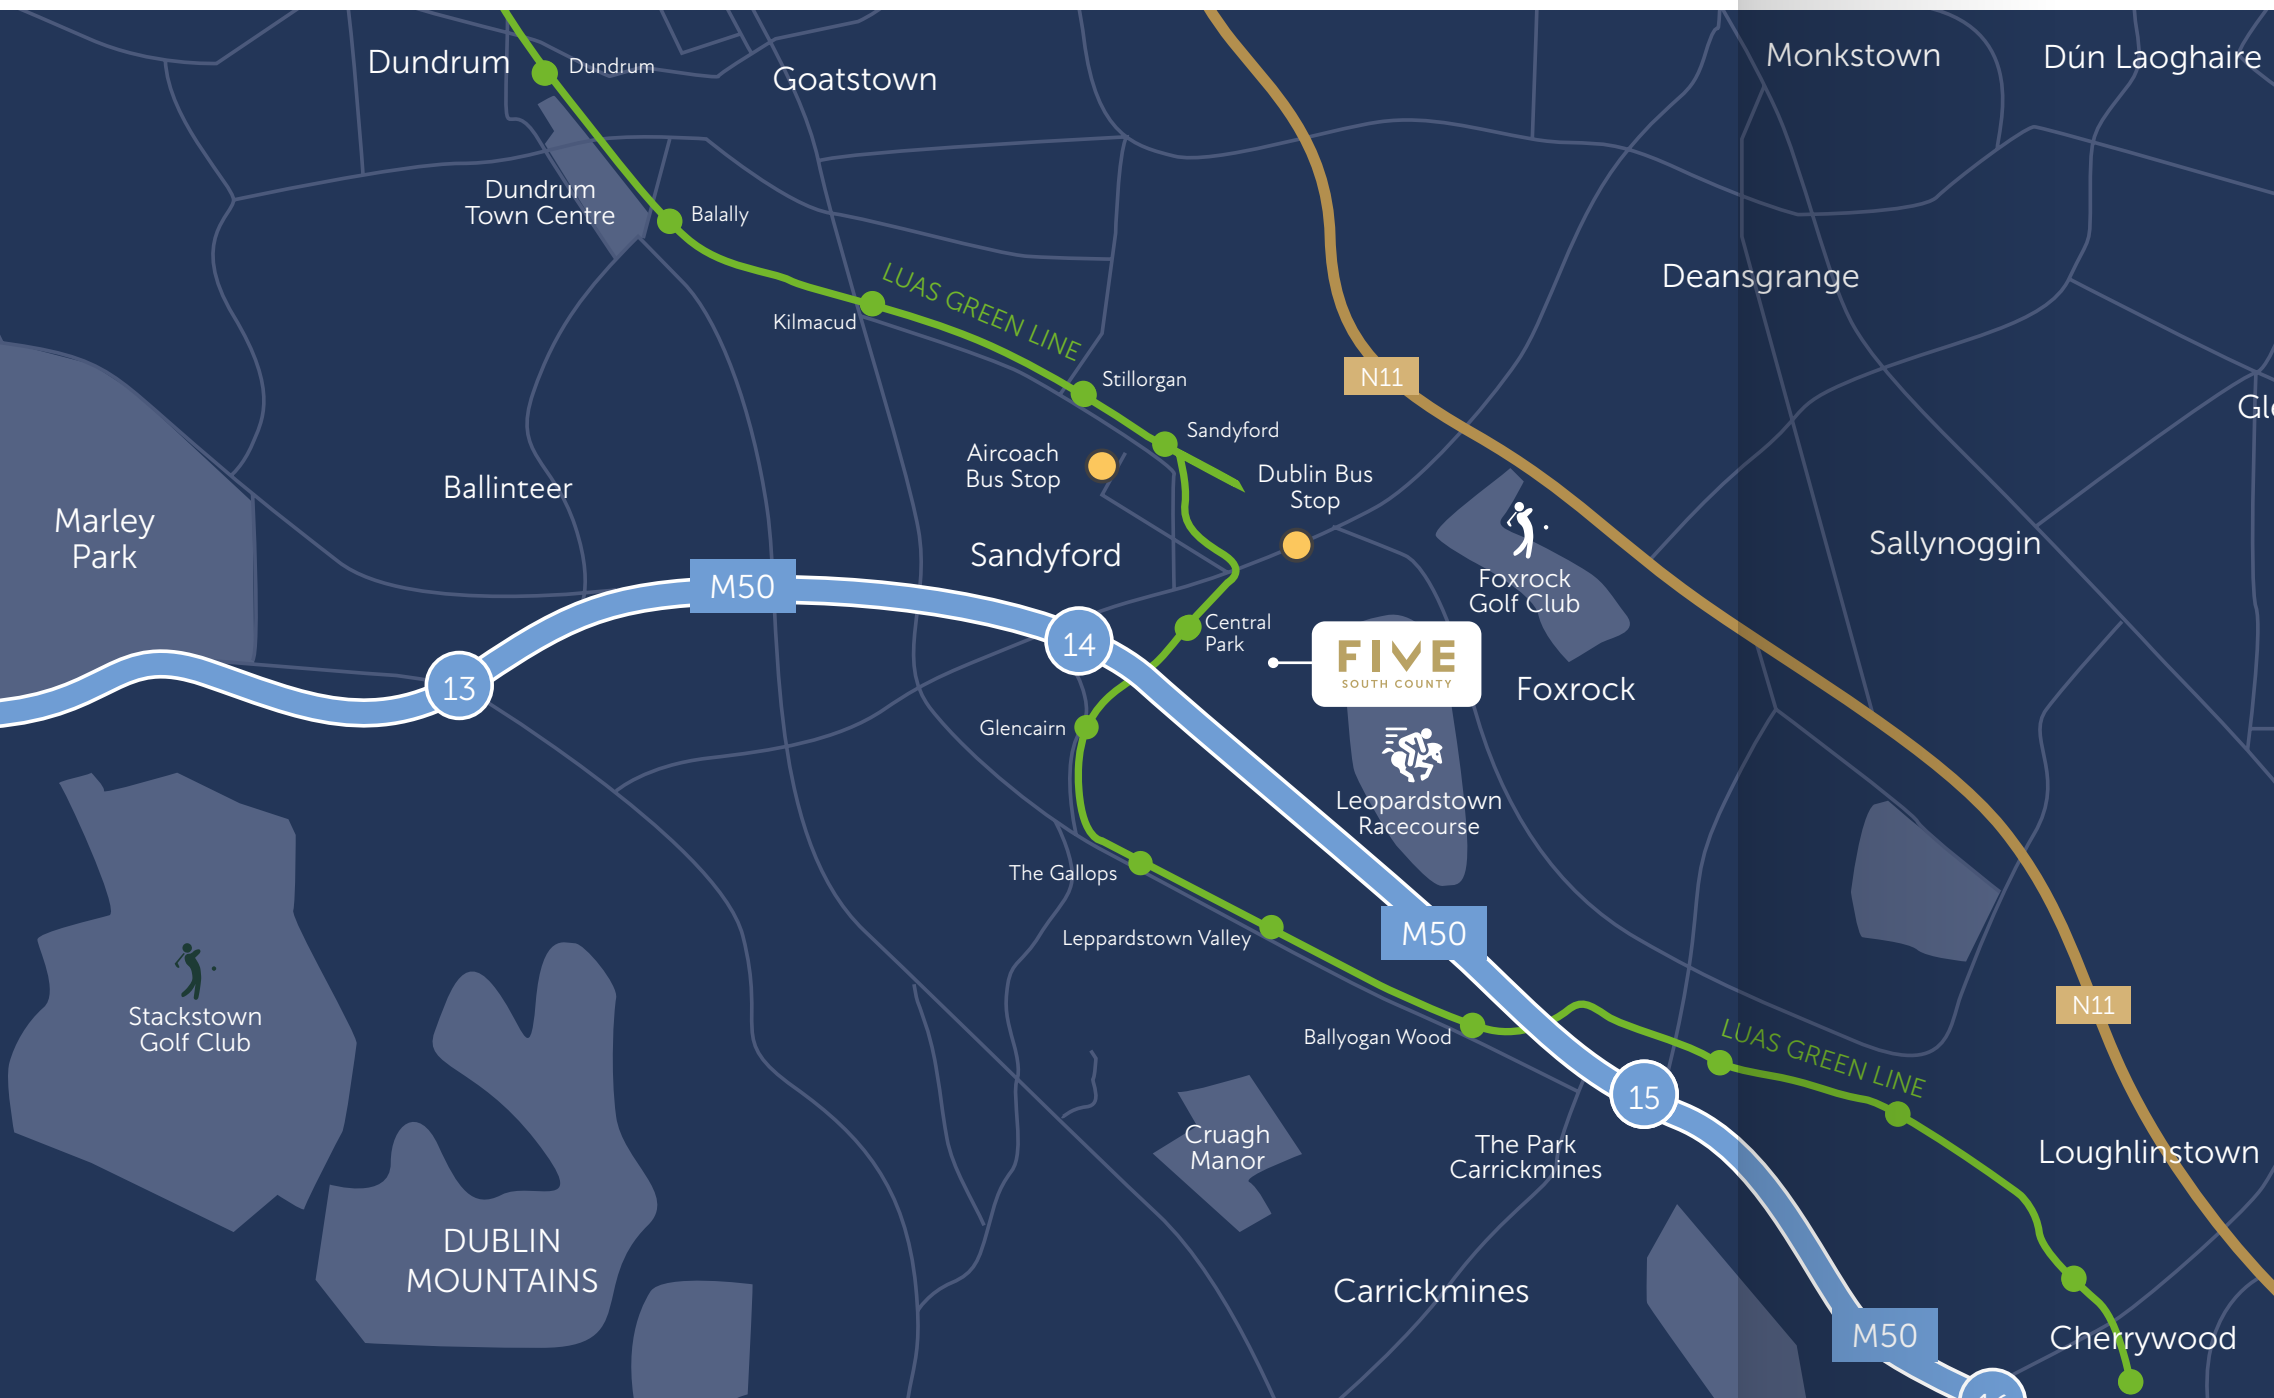 Dundrum
Dundrum
Goatstown
Monkstown
Dún Laoghaire
Dundrum
Town Centre
Balally
LUAS GREEN LINE
Kilmacud
Deansgrange
Stillorgan
N11
Sandyford
Aircoach
Bus Stop
Dublin Bus
Stop
Ballinteer
Marley
Park
Sandyford
Sallynoggin
Foxrock
Golf Club
M50
14
Central
Park
FIVE
SOUTH COUNTY
Foxrock
13
Glencairn
Leopardstown
Racecourse
The Gallops
Leppardstown Valley
M50
Stackstown
Golf Club
Ballyogan Wood
N11
LUAS GREEN LINE
15
Cruagh
Manor
The Park
Carrickmines
Loughlinstown
DUBLIN
MOUNTAINS
Carrickmines
M50
Cherrywood